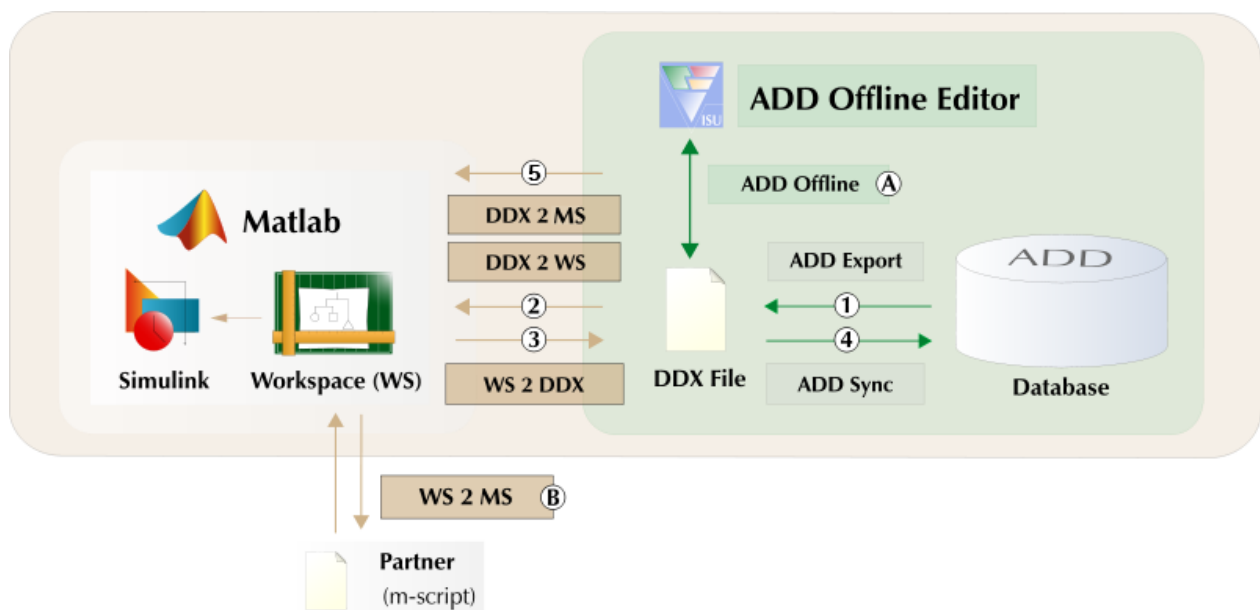 ISU
ADD Offline Editor
5
ADD Offline A
DDX 2 MS
Matlab
DDX 2 WS
ADD Export
ADD
2
1
3
4
Simulink
Workspace (WS)
WS 2 DDX
DDX File
ADD Sync
Database
WS 2 MS B
Partner
(m-script)